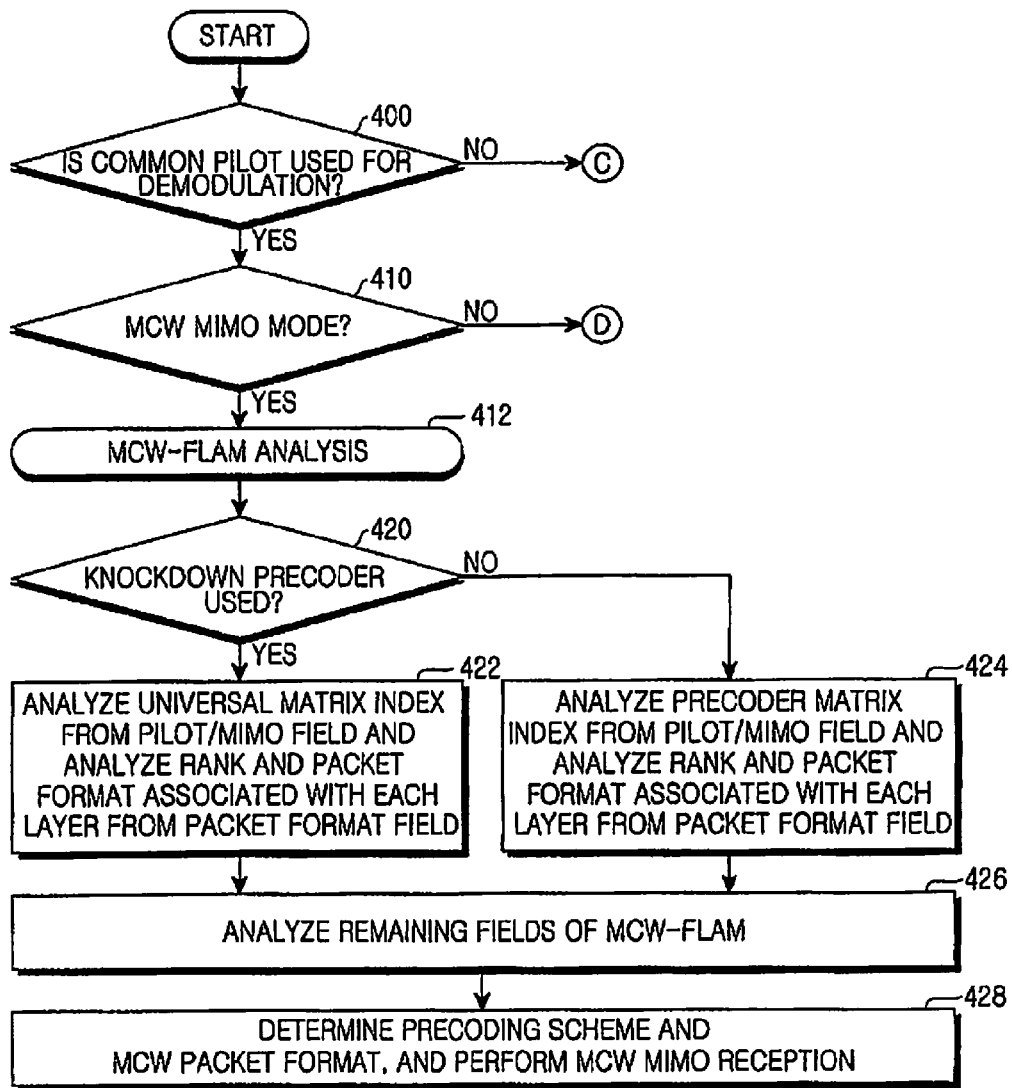 START
400
IS COMMON PILOT USED FOR
DEMODULATION?
NO
C
YES
410
MCW MIMO MODE?
NO
D
YES
412
MCW-FLAM ANALYSIS
420
KNOCKDOWN PRECODER
USED?
NO
YES
422
ANALYZE UNIVERSAL MATRIX INDEX
FROM PILOT/MIMO FIELD AND
ANALYZE RANK AND PACKET
FORMAT ASSOCIATED WITH EACH
LAYER FROM PACKET FORMAT FIELD
424
ANALYZE PRECODER MATRIX
INDEX FROM PILOT/MIMO FIELD AND
ANALYZE RANK AND PACKET
FORMAT ASSOCIATED WITH EACH
LAYER FROM PACKET FORMAT FIELD
426
ANALYZE REMAINING FIELDS OF MCW-FLAM
428
DETERMINE PRECODING SCHEME AND
MCW PACKET FORMAT, AND PERFORM MCW MIMO RECEPTION